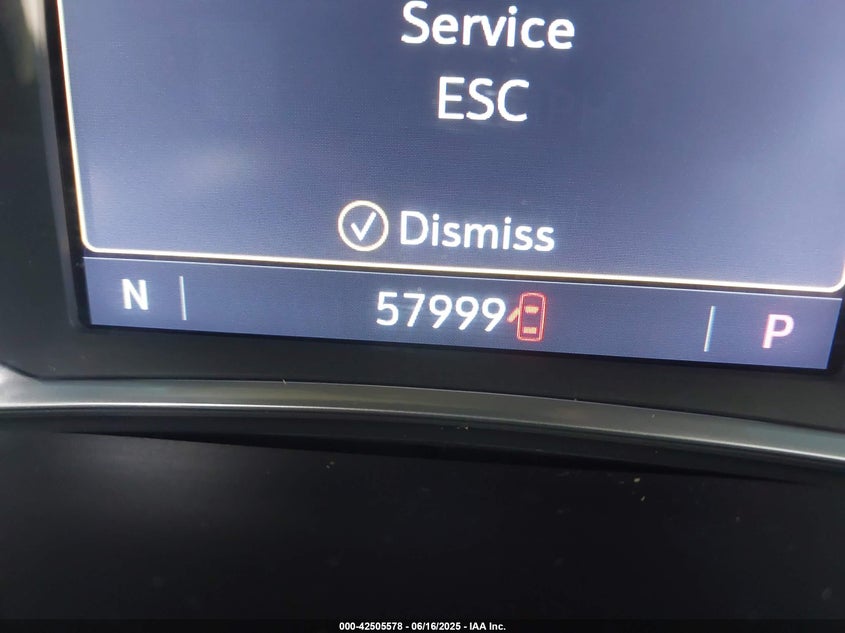 Service
ESC
Dismiss
N 57999 P
000-42505578 - 06/16/2025 - IAA Inc.